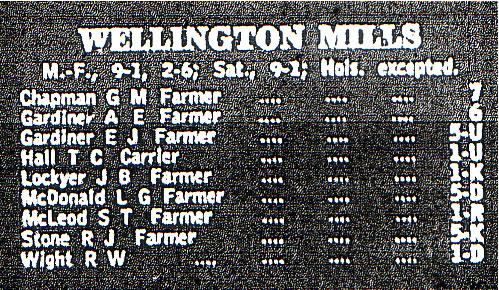 WELLINGTON MILLS
M.-F., 9-1, 2-6; Sat., 9-1; Hols. excepted.
Chapman G M Farmer .... .... .... 7
Gardiner A E Farmer .... .... .... 6
Gardiner E J Farmer .... .... .... 5-U
Hall T C Carrier .... .... .... 1-U
Lockyer J B Farmer .... .... .... 1-K
McDonald L G Farmer .... .... .... 5-D
McLeod S T Farmer .... .... .... 1-R
Stone R J Farmer .... .... .... 5-K
Wight R W .... .... .... .... 1-D